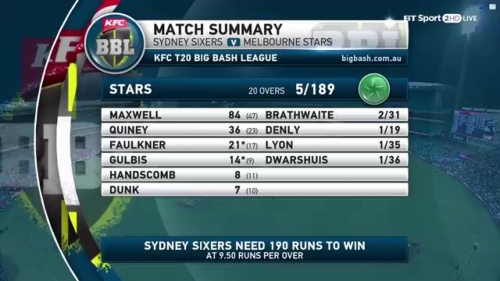 BT Sport 2HD LIVE
KFC
BBL
MATCH SUMMARY
SYDNEY SIXERS V MELBOURNE STARS
KFC T20 BIG BASH LEAGUE bigbash.com.au
STARS 20 OVERS 5/189
MAXWELL 84 (47) BRATHWAITE 2/31
QUINEY 36 (23) DENLY 1/19
FAULKNER 21* (17) LYON 1/35
GULBIS 14* (9) DWARSHUIS 1/36
HANDSCOMB 8 (11)
DUNK 7 (10)
SYDNEY SIXERS NEED 190 RUNS TO WIN
AT 9.50 RUNS PER OVER